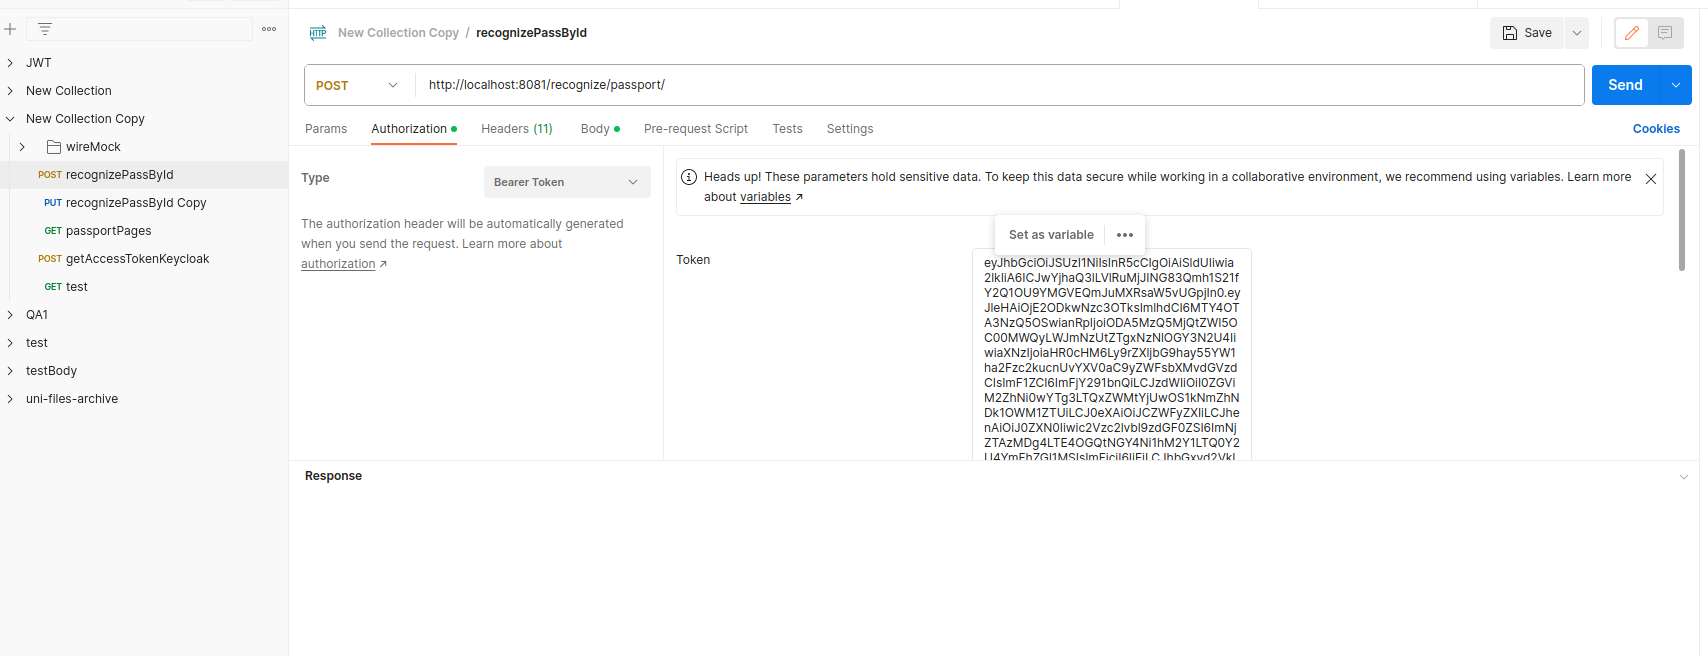 New Collection Copy / recognizePassById
Save
JWT
New Collection
New Collection Copy
wireMock
POST recognizePassById
PUT recognizePassById Copy
GET passportPages
POST getAccessTokenKeycloak
GET test
QA1
test
testBody
uni-files-archive
POST
http://localhost:8081/recognize/passport/
Send
Params
Authorization
Headers (11)
Body
Pre-request Script
Tests
Settings
Cookies
Type
Bearer Token
The authorization header will be automatically generated
when you send the request. Learn more about
authorization ↗
Heads up! These parameters hold sensitive data. To keep this data secure while working in a collaborative environment, we recommend using variables. Learn more
about variables ↗
Set as variable
Token
Response